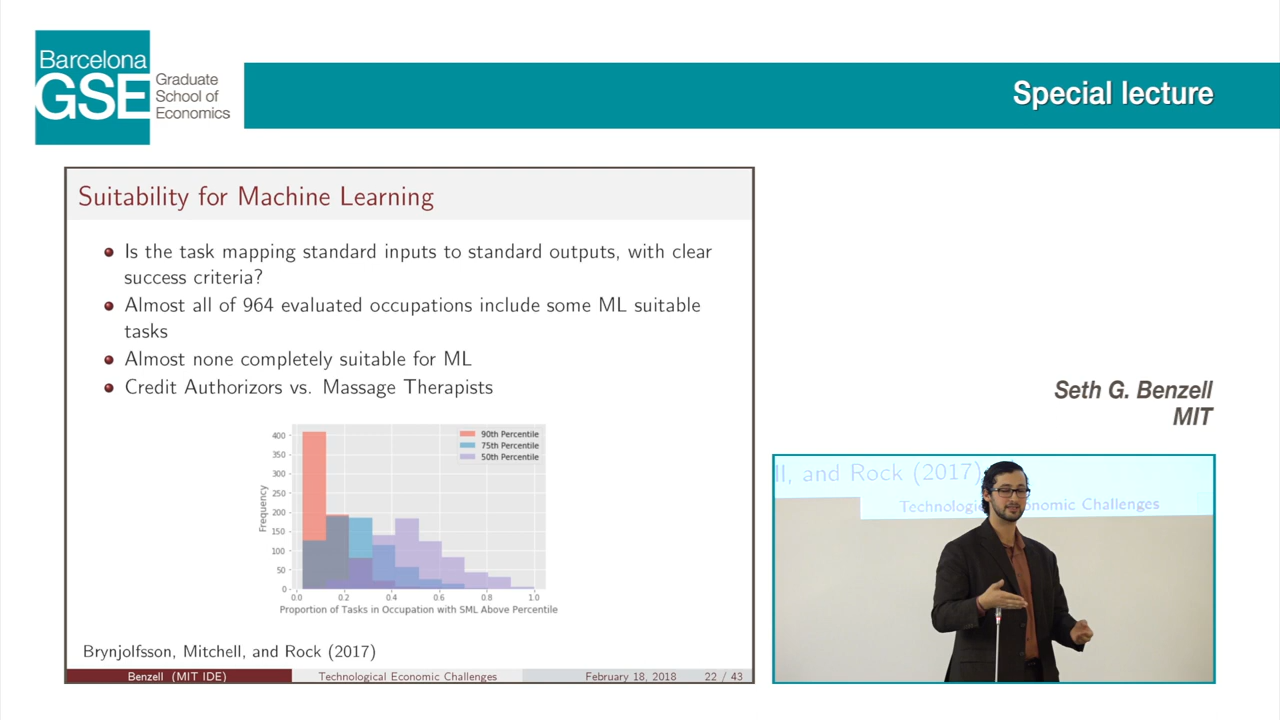 Barcelona
GSE
Graduate
School of
Economics
Special lecture
Suitability for Machine Learning
Is the task mapping standard inputs to standard outputs, with clear
success criteria?
Almost all of 964 evaluated occupations include some ML suitable
tasks
Almost none completely suitable for ML
Credit Authorizors vs. Massage Therapists
90th Percentile
75th Percentile
50th Percentile
400
350
300
250
200
150
100
50
0
Frequency
0.0 0.2 0.4 0.6 0.8 1.0
Proportion of Tasks in Occupation with SML Above Percentile
Brynjolfsson, Mitchell, and Rock (2017)
Benzell (MIT IDE) Technological Economic Challenges February 18, 2018 22 / 43
Seth G. Benzell
MIT
ll, and Rock (2017)
Challenges